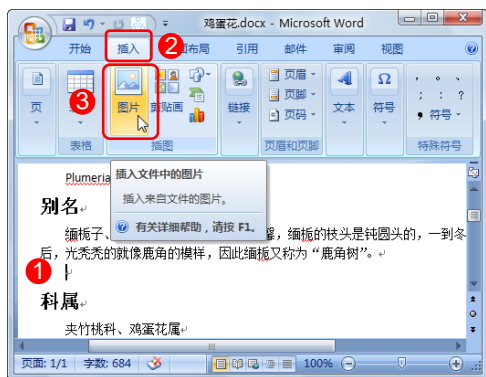 鸡蛋花.docx - Microsoft Word
开始 插入 2 面布局 引用 邮件 审阅 视图
页 3 图片 剪贴画 链接 页眉 页脚 页码 文本 Ω 符号 , 。 、 ; : ? 符号
表格 插图 页眉和页脚 特殊符号
Plumeria
插入文件中的图片
插入来自文件的图片。
有关详细帮助，请按 F1。
别名
缅栀子、 ，缅栀的枝头是钝圆头的，一到冬
后，光秃秃的就像鹿角的模样，因此缅栀又称为“鹿角树”。
1
科属
夹竹桃科、鸡蛋花属
页面: 1/1 字数: 684 100%